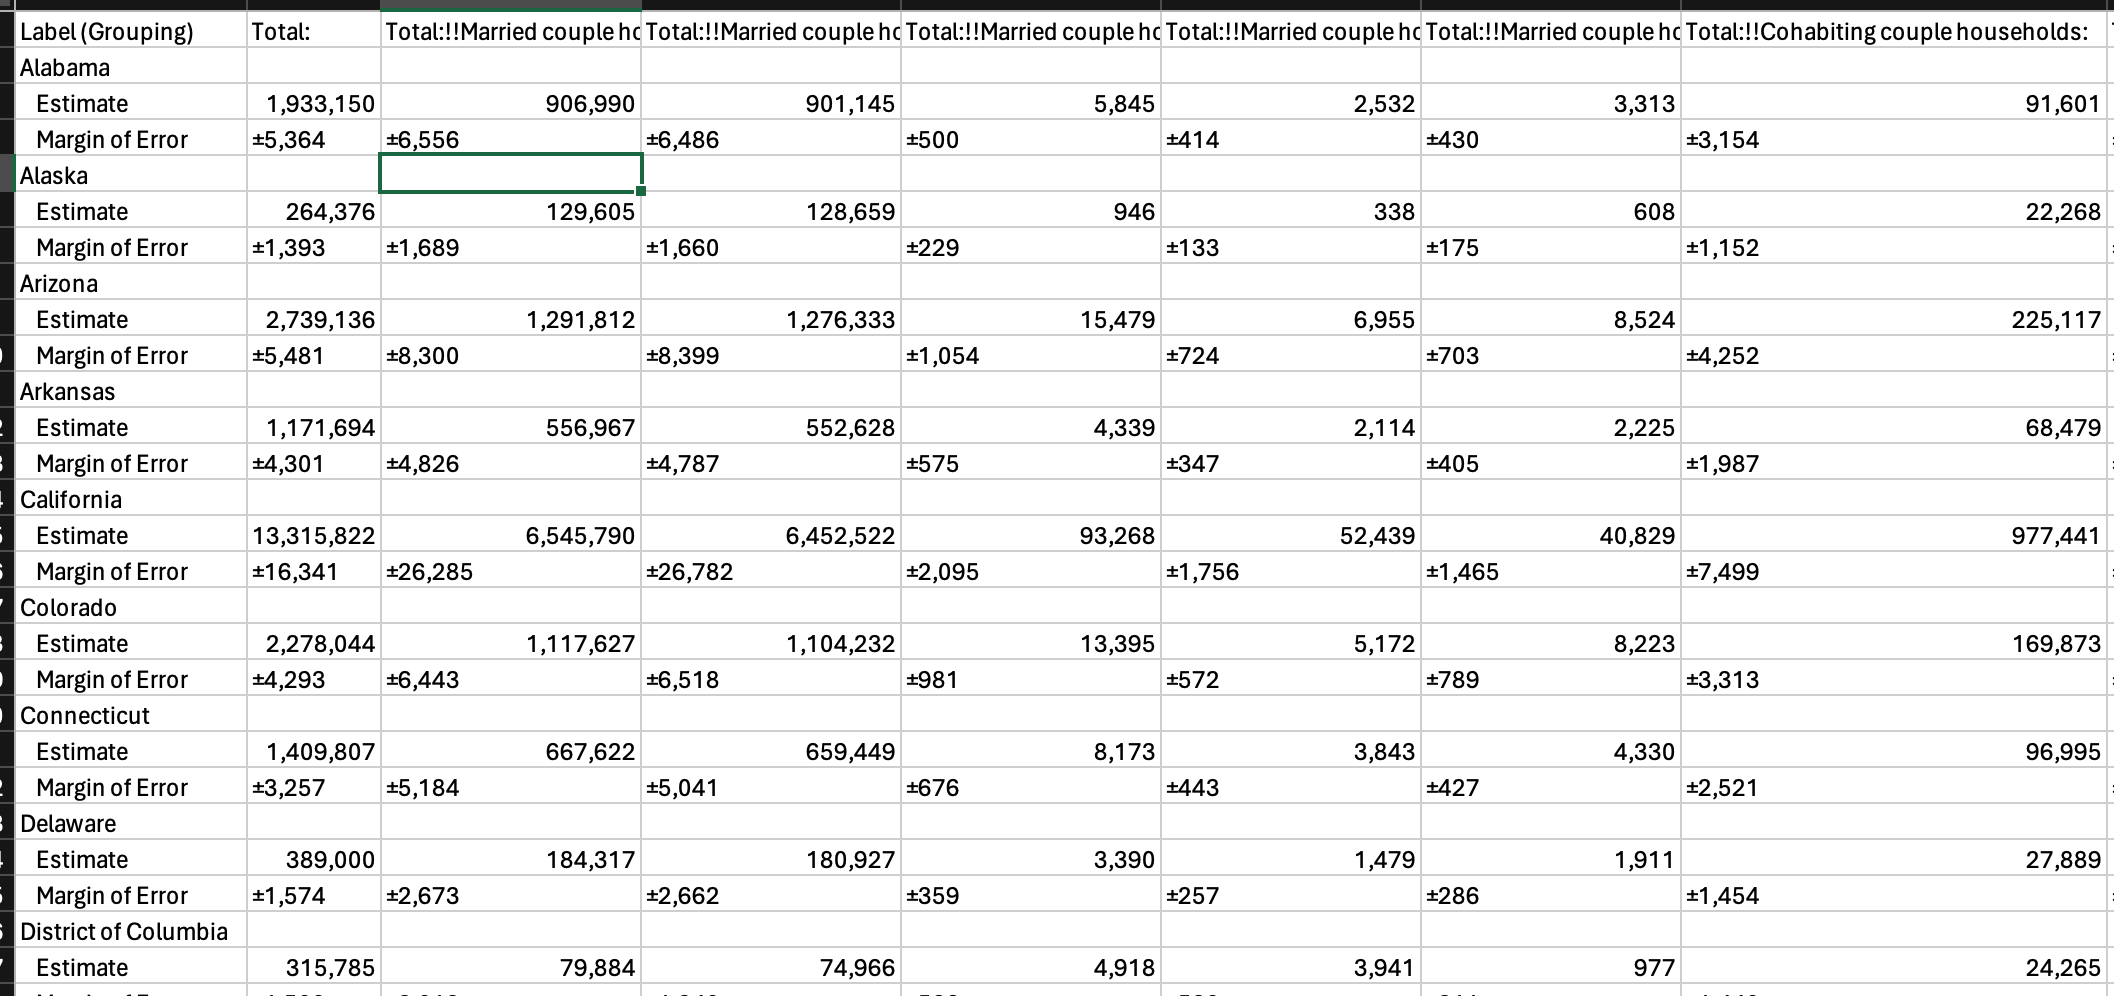 Label (Grouping) Total: Total:!!Married couple ho Total:!!Married couple ho Total:!!Married couple ho Total:!!Married couple ho Total:!!Married couple ho Total:!!Cohabiting couple households:
Alabama
Estimate 1,933,150 906,990 901,145 5,845 2,532 3,313 91,601
Margin of Error ±5,364 ±6,556 ±6,486 ±500 ±414 ±430 ±3,154
Alaska
Estimate 264,376 129,605 128,659 946 338 608 22,268
Margin of Error ±1,393 ±1,689 ±1,660 ±229 ±133 ±175 ±1,152
Arizona
Estimate 2,739,136 1,291,812 1,276,333 15,479 6,955 8,524 225,117
Margin of Error ±5,481 ±8,300 ±8,399 ±1,054 ±724 ±703 ±4,252
Arkansas
Estimate 1,171,694 556,967 552,628 4,339 2,114 2,225 68,479
Margin of Error ±4,301 ±4,826 ±4,787 ±575 ±347 ±405 ±1,987
California
Estimate 13,315,822 6,545,790 6,452,522 93,268 52,439 40,829 977,441
Margin of Error ±16,341 ±26,285 ±26,782 ±2,095 ±1,756 ±1,465 ±7,499
Colorado
Estimate 2,278,044 1,117,627 1,104,232 13,395 5,172 8,223 169,873
Margin of Error ±4,293 ±6,443 ±6,518 ±981 ±572 ±789 ±3,313
Connecticut
Estimate 1,409,807 667,622 659,449 8,173 3,843 4,330 96,995
Margin of Error ±3,257 ±5,184 ±5,041 ±676 ±443 ±427 ±2,521
Delaware
Estimate 389,000 184,317 180,927 3,390 1,479 1,911 27,889
Margin of Error ±1,574 ±2,673 ±2,662 ±359 ±257 ±286 ±1,454
District of Columbia
Estimate 315,785 79,884 74,966 4,918 3,941 977 24,265